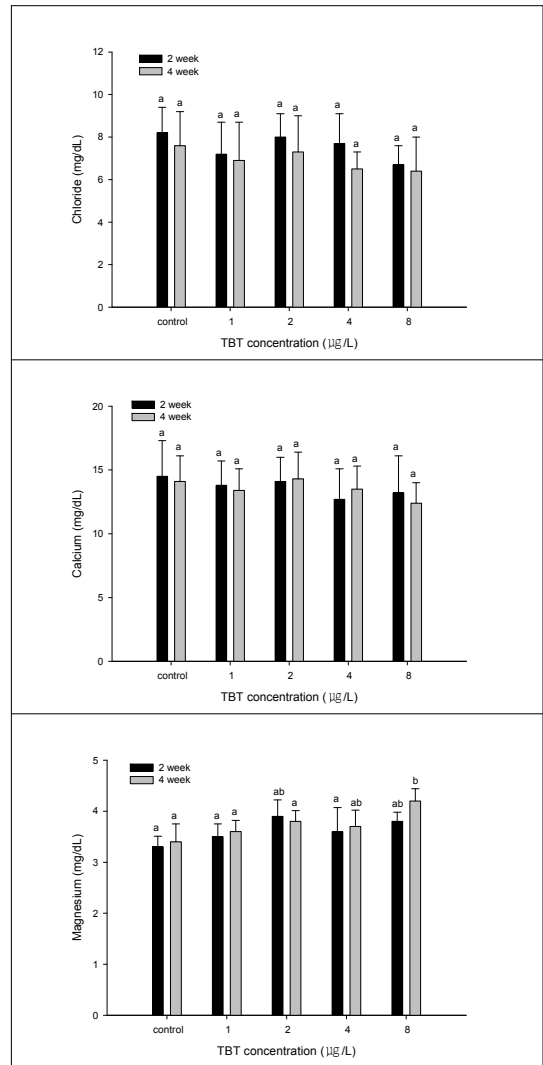 12
10
8
6
4
2
0
Chloride (mg/dL)
2 week
4 week
a a a a a a a a a a
control 1 2 4 8
TBT concentration (㎍/L)
20
15
10
5
0
Calcium (mg/dL)
2 week
4 week
a a a a a a a a a a
control 1 2 4 8
TBT concentration (㎍/L)
5
4
3
2
1
0
Magnesium (mg/dL)
2 week
4 week
a a a a ab a a ab ab b
control 1 2 4 8
TBT concentration (㎍/L)